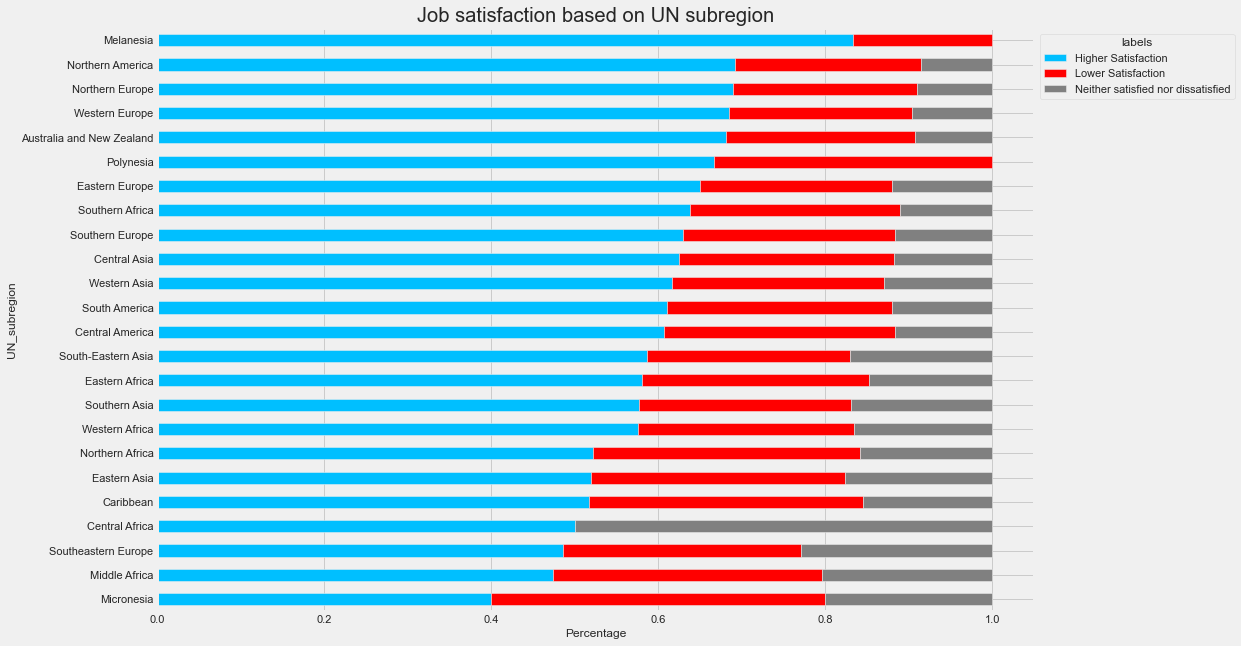 Job satisfaction based on UN subregion
labels
Higher Satisfaction
Lower Satisfaction
Neither satisfied nor dissatisfied
UN_subregion
Melanesia
Northern America
Northern Europe
Western Europe
Australia and New Zealand
Polynesia
Eastern Europe
Southern Africa
Southern Europe
Central Asia
Western Asia
South America
Central America
South-Eastern Asia
Eastern Africa
Southern Asia
Western Africa
Northern Africa
Eastern Asia
Caribbean
Central Africa
Southeastern Europe
Middle Africa
Micronesia
0.0 0.2 0.4 0.6 0.8 1.0
Percentage